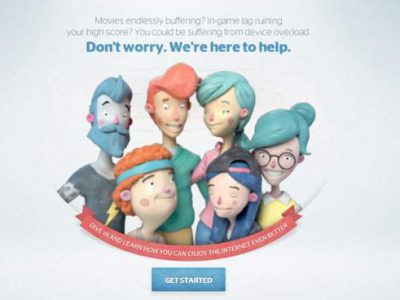 Movies endlessly buffering? In-game lag ruining
your high score? You could be suffering from device overload.
Don't worry. We're here to help.
DIVE IN AND LEARN HOW YOU CAN ENJOY THE INTERNET EVEN BETTER
GET STARTED